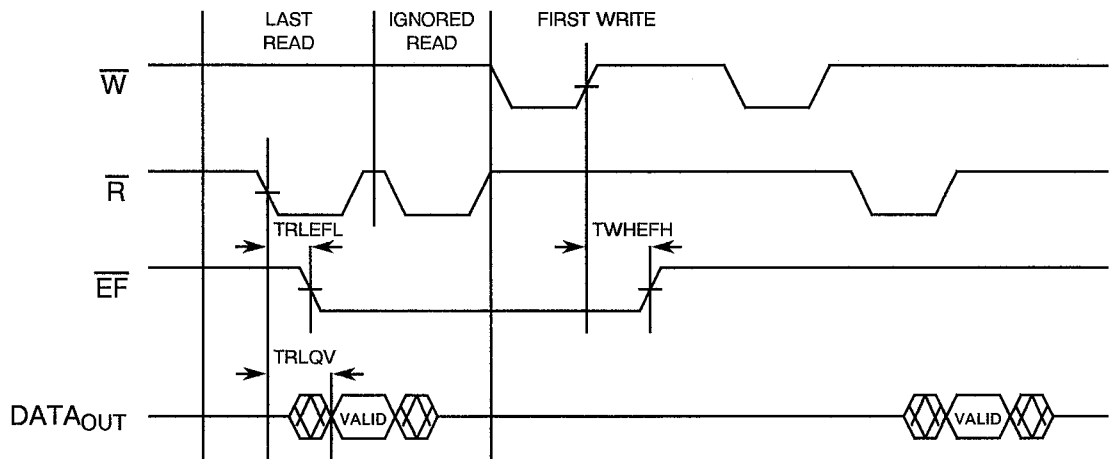 LAST
READ
IGNORED
READ
FIRST WRITE
W
R
TRLEFL
TWHEFH
EF
TRLQV
DATAOUT
VALID
VALID